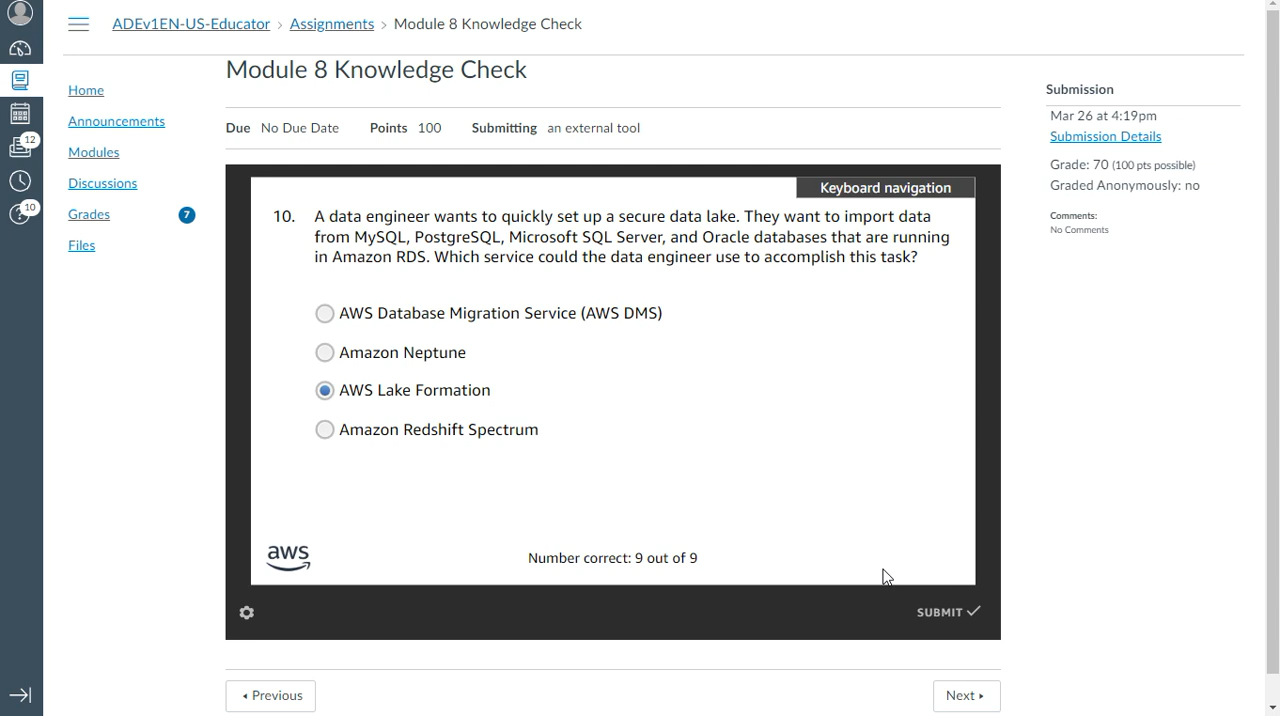 ADEv1EN-US-Educator › Assignments › Module 8 Knowledge Check
Module 8 Knowledge Check
Home
Announcements
Modules
Discussions
Grades 7
Files
12
10
Due No Due Date Points 100 Submitting an external tool
Keyboard navigation
10. A data engineer wants to quickly set up a secure data lake. They want to import data
from MySQL, PostgreSQL, Microsoft SQL Server, and Oracle databases that are running
in Amazon RDS. Which service could the data engineer use to accomplish this task?
AWS Database Migration Service (AWS DMS)
Amazon Neptune
AWS Lake Formation
Amazon Redshift Spectrum
aws
Number correct: 9 out of 9
SUBMIT
Previous
Next
Submission
Mar 26 at 4:19pm
Submission Details
Grade: 70 (100 pts possible)
Graded Anonymously: no
Comments:
No Comments